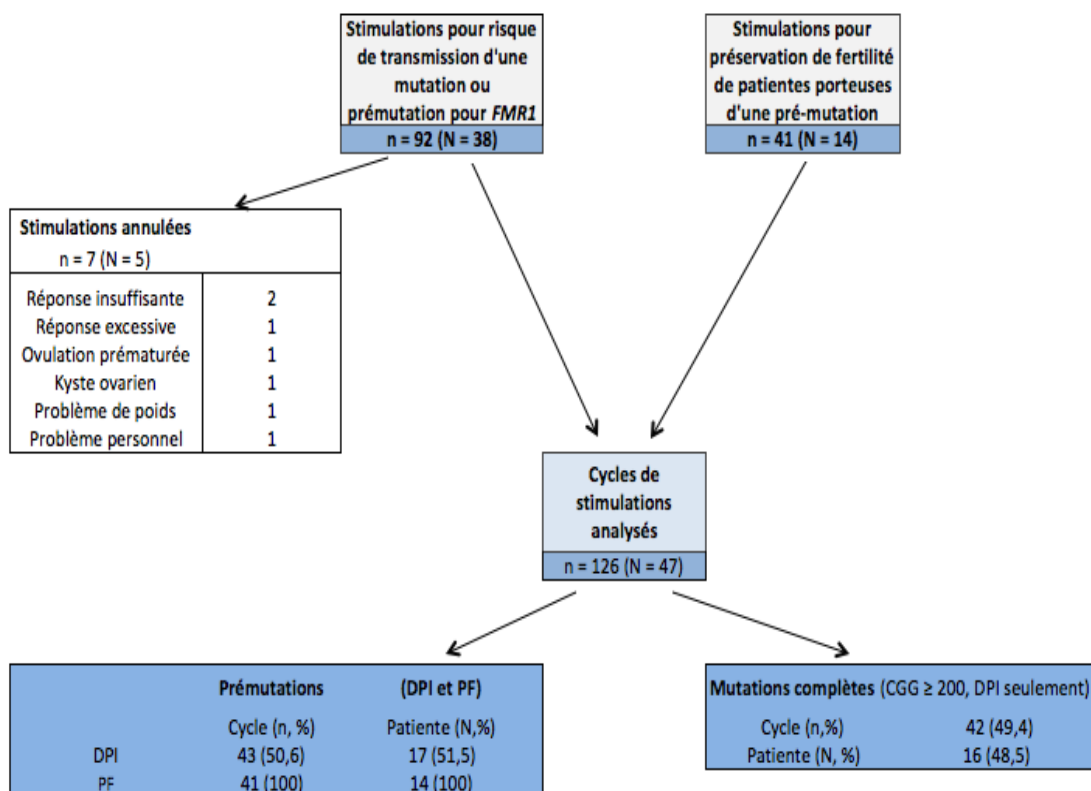 Stimulations pour risque
de transmission d'une
mutation ou
prémutation pour FMR1
n = 92 (N = 38)
Stimulations pour
préservation de fertilité
de patientes porteuses
d'une pré-mutation
n = 41 (N = 14)
Stimulations annulées
n = 7 (N = 5)
Réponse insuffisante 2
Réponse excessive 1
Ovulation prématurée 1
Kyste ovarien 1
Problème de poids 1
Problème personnel 1
Cycles de
stimulations
analysés
n = 126 (N = 47)
Prémutations (DPI et PF)
Cycle (n, %) Patiente (N,%)
DPI 43 (50,6) 17 (51,5)
PF 41 (100) 14 (100)
Mutations complètes (CGG ≥ 200, DPI seulement)
Cycle (n,%) 42 (49,4)
Patiente (N, %) 16 (48,5)